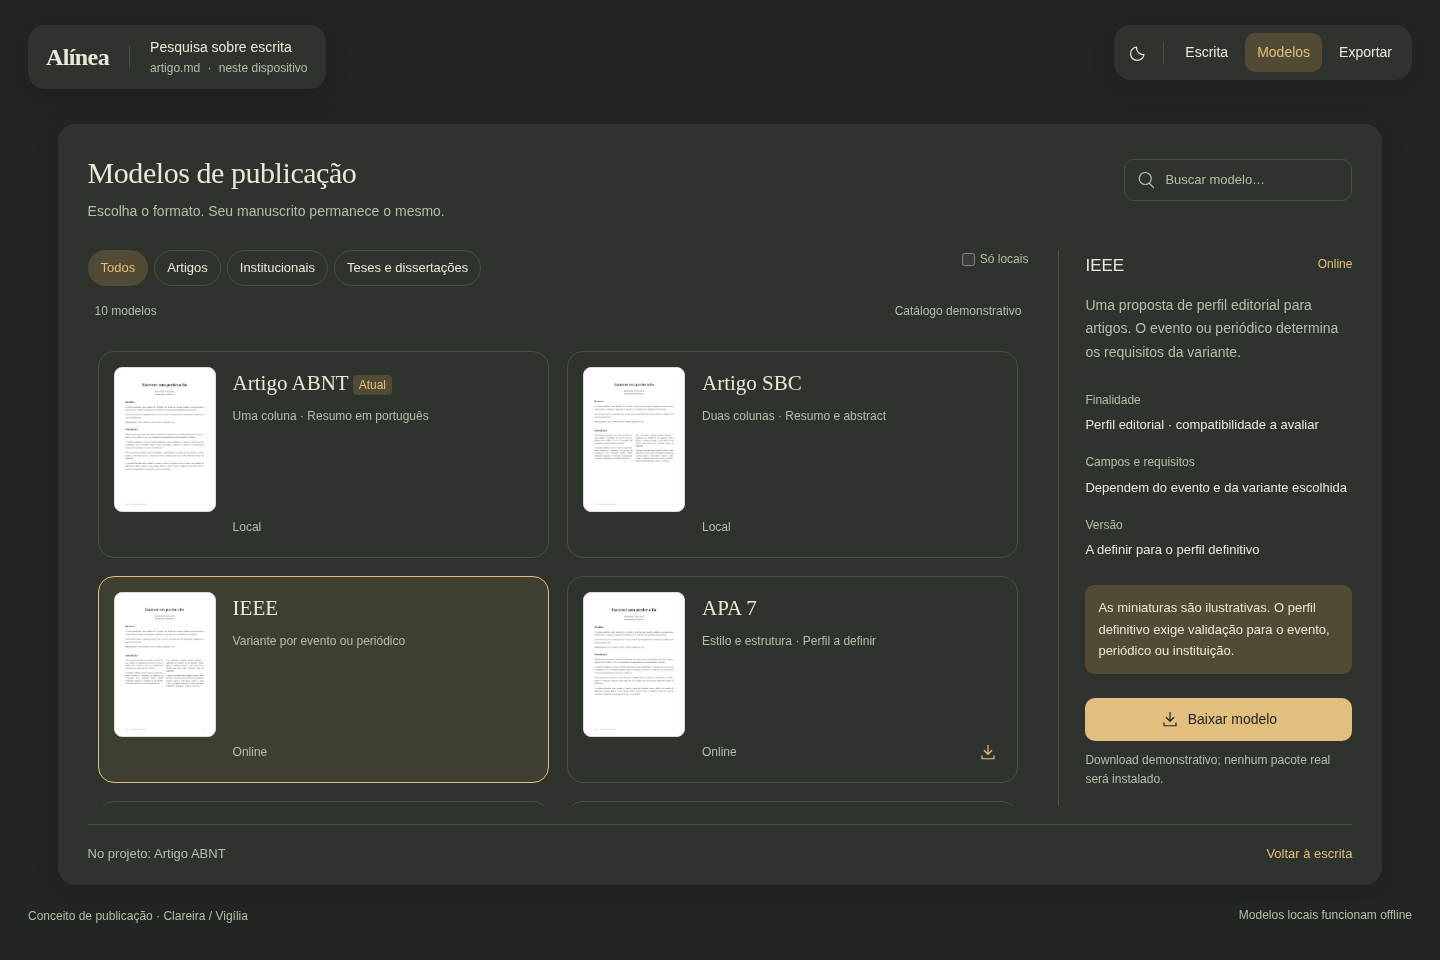 Alínea
Pesquisa sobre escrita
artigo.md · neste dispositivo
Escrita
Modelos
Exportar
Modelos de publicação
Escolha o formato. Seu manuscrito permanece o mesmo.
Buscar modelo…
Todos
Artigos
Institucionais
Teses e dissertações
Só locais
10 modelos
Catálogo demonstrativo
Artigo ABNT Atual
Uma coluna · Resumo em português
Local
Artigo SBC
Duas colunas · Resumo e abstract
Local
IEEE
Variante por evento ou periódico
Online
APA 7
Estilo e estrutura · Perfil a definir
Online
IEEE
Online
Uma proposta de perfil editorial para
artigos. O evento ou periódico determina
os requisitos da variante.
Finalidade
Perfil editorial · compatibilidade a avaliar
Campos e requisitos
Dependem do evento e da variante escolhida
Versão
A definir para o perfil definitivo
As miniaturas são ilustrativas. O perfil
definitivo exige validação para o evento,
periódico ou instituição.
Baixar modelo
Download demonstrativo; nenhum pacote real
será instalado.
No projeto: Artigo ABNT
Voltar à escrita
Conceito de publicação · Clareira / Vigília
Modelos locais funcionam offline